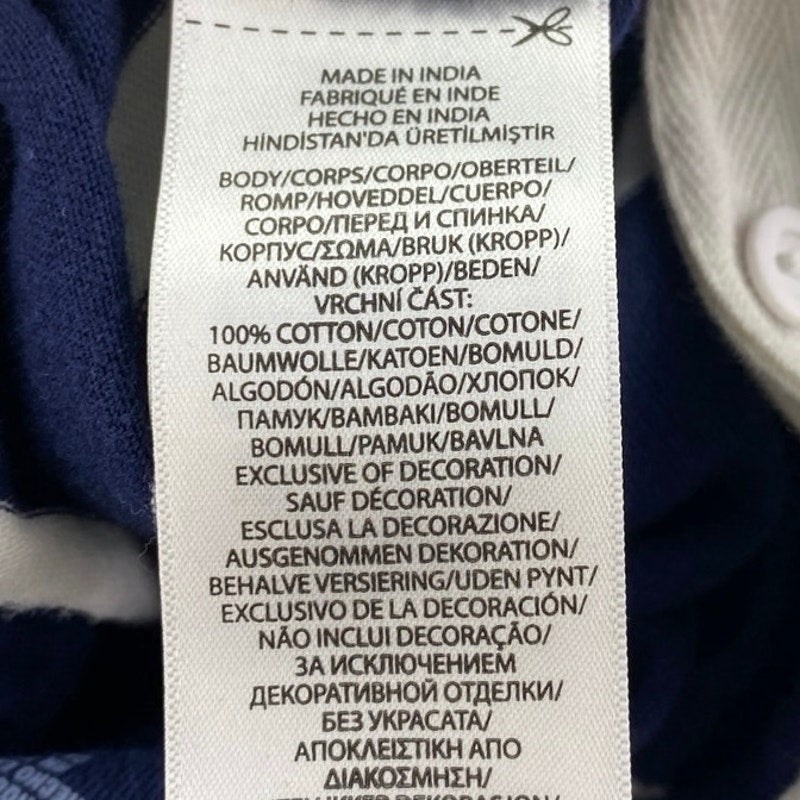 MADE IN INDIA
FABRIQUÉ EN INDE
HECHO EN INDIA
HİNDİSTAN'DA ÜRETİLMİŞTİR
BODY/CORPS/CORPO/OBERTEIL/
ROMP/HOVEDDEL/CUERPO/
CORPO/ПЕРЕД И СПИНКА/
КОРПУС/ΣΩΜΑ/BRUK (KROPP)/
ANVÄND (KROPP)/BEDEN/
VRCHNÍ ČÁST:
100% COTTON/COTON/COTONE/
BAUMWOLLE/KATOEN/BOMULD/
ALGODÓN/ALGODÃO/ХЛОПОК/
ПАМУК/ΒΑΜΒΑΚΙ/BOMULL/
BOMULL/PAMUK/BAVLNA
EXCLUSIVE OF DECORATION/
SAUF DÉCORATION/
ESCLUSA LA DECORAZIONE/
AUSGENOMMEN DEKORATION/
BEHALVE VERSIERING/UDEN PYNT/
EXCLUSIVO DE LA DECORACIÓN/
NÃO INCLUI DECORAÇÃO/
ЗА ИСКЛЮЧЕНИЕМ
ДЕКОРАТИВНОЙ ОТДЕЛКИ/
БЕЗ УКРАСАТА/
ΑΠΟΚΛΕΙΣΤΙΚΗ ΑΠΟ
ΔΙΑΚΟΣΜΗΣΗ/